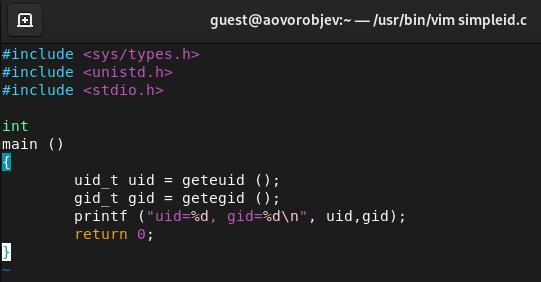 guest@aovorobjev:~ — /usr/bin/vim simpleid.c
#include <sys/types.h>
#include <unistd.h>
#include <stdio.h>

int
main ()
{
        uid_t uid = geteuid ();
        gid_t gid = getegid ();
        printf ("uid=%d, gid=%d\n", uid,gid);
        return 0;
}
~